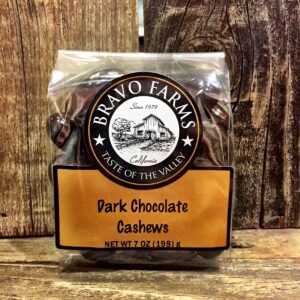 BRAVO FARMS
Since 1979
California
TASTE OF THE VALLEY
Dark Chocolate
Cashews
NET WT 7 OZ (198) g